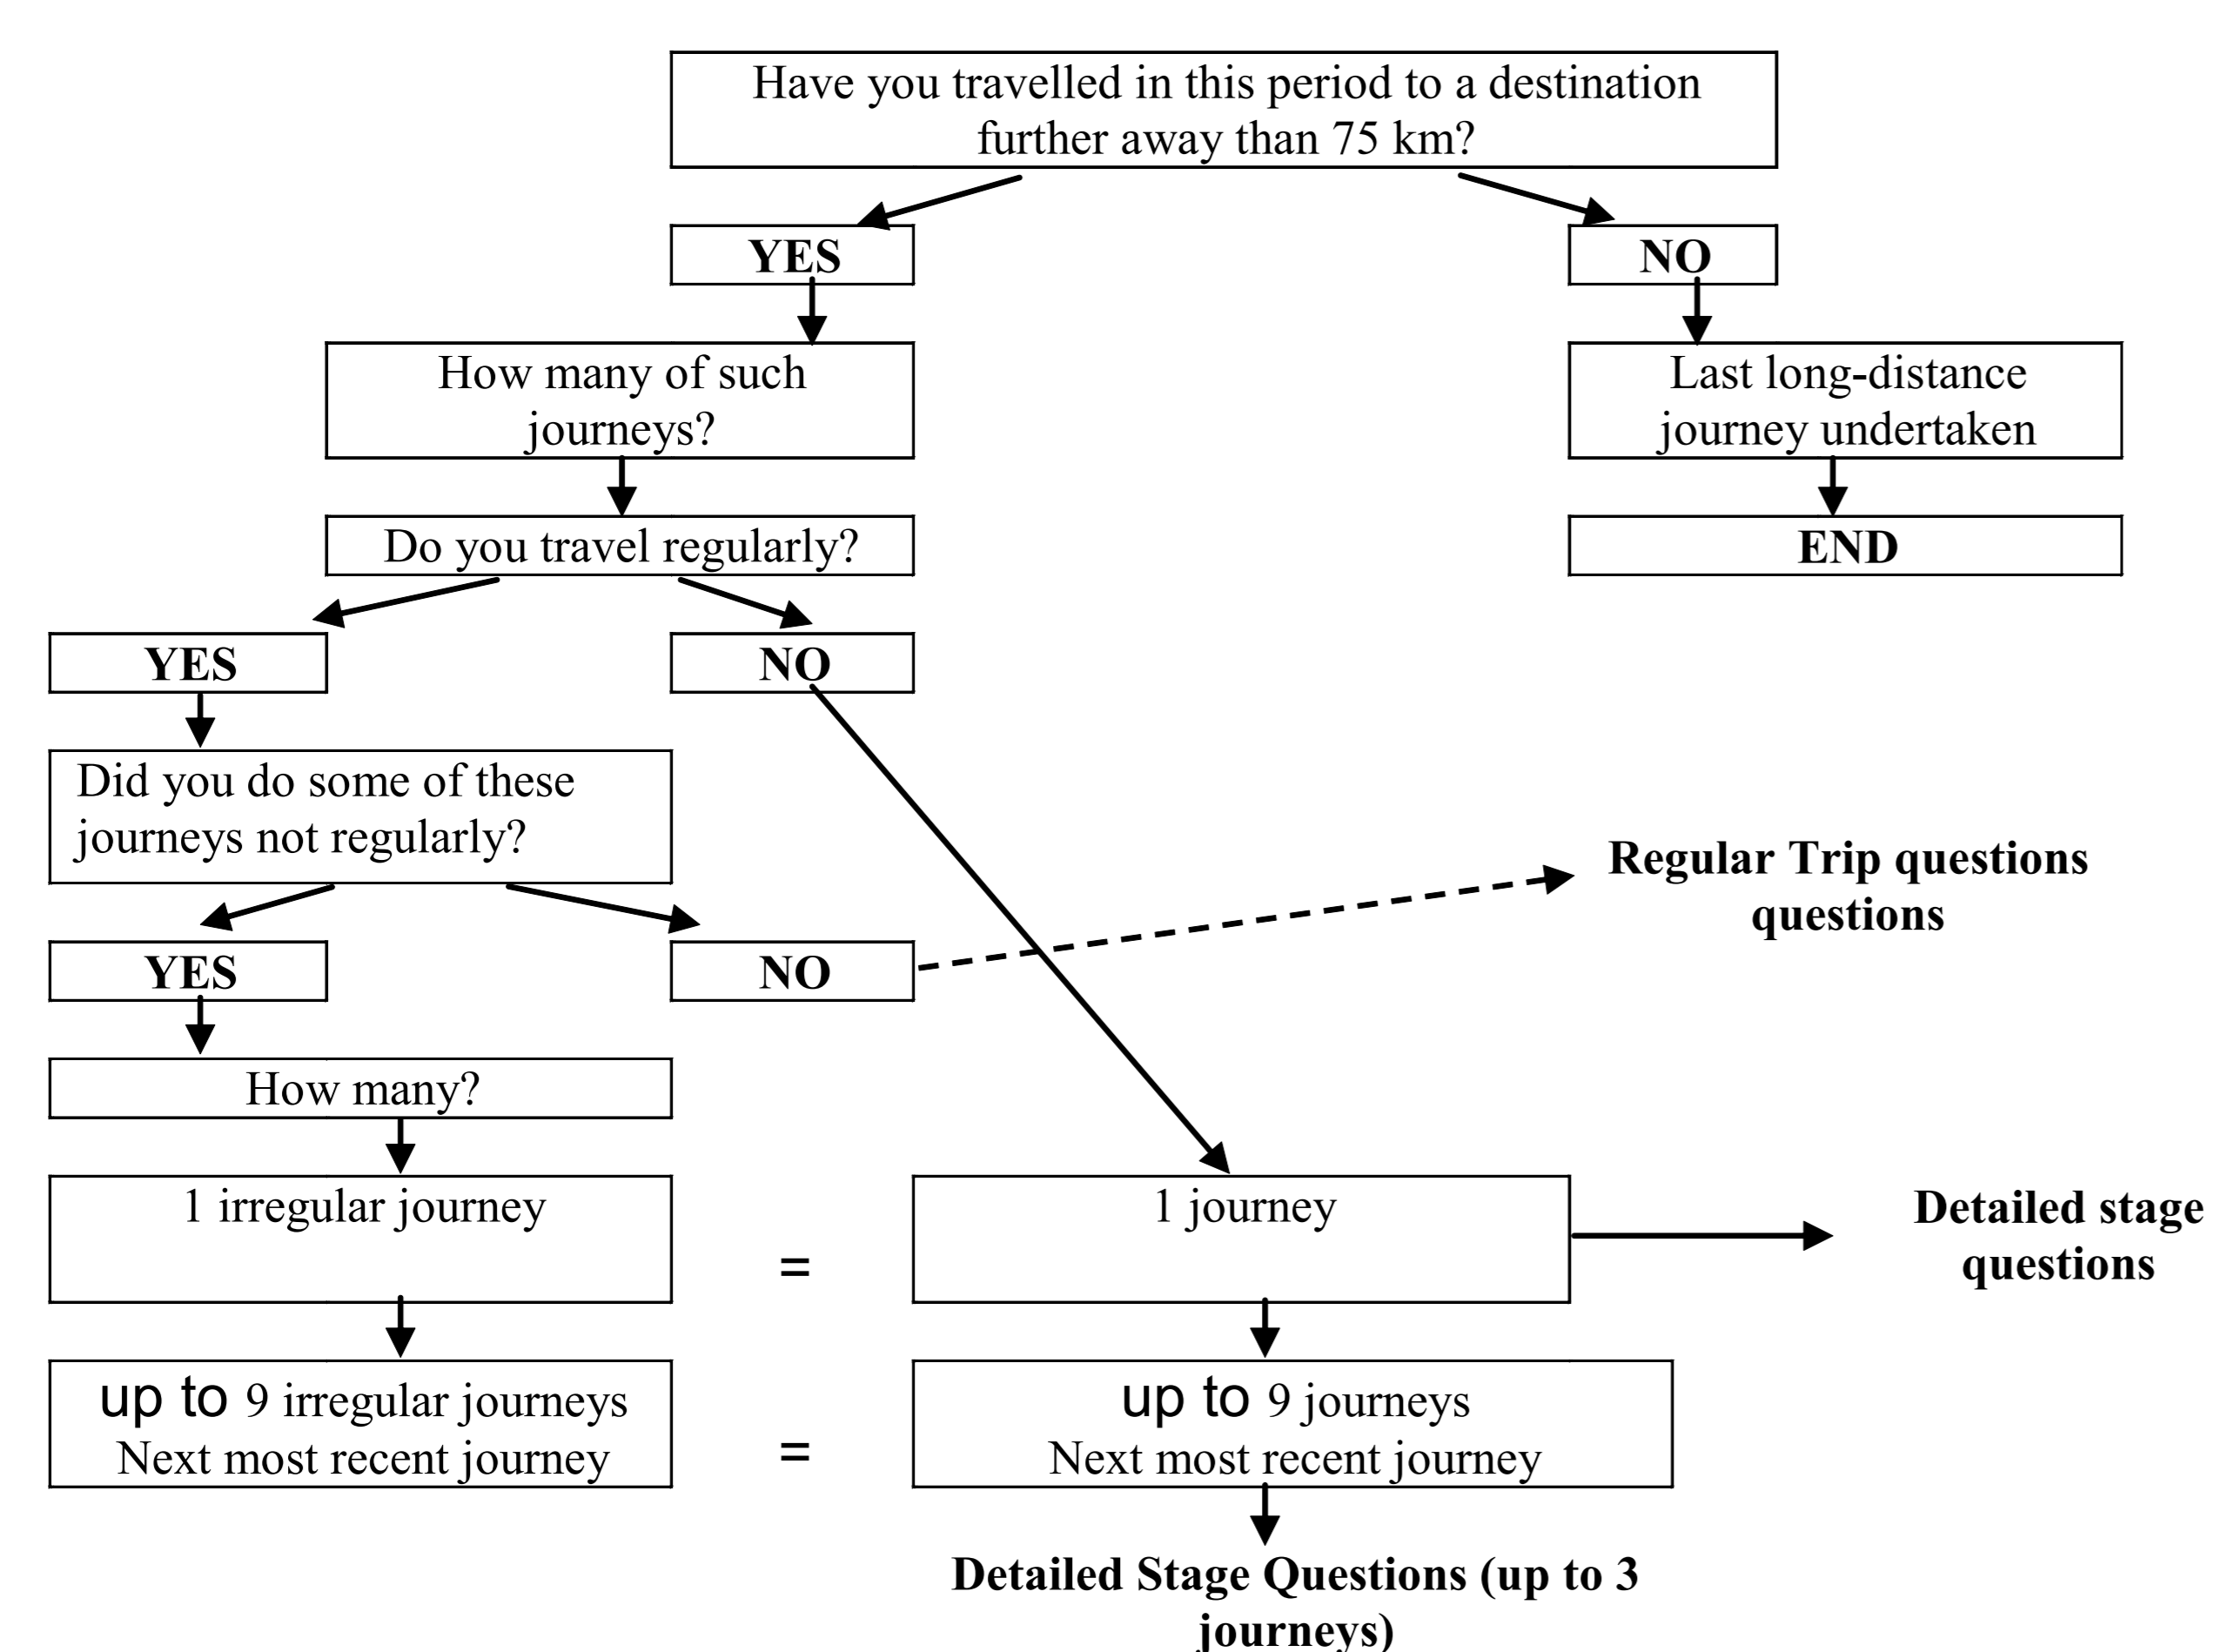 Have you travelled in this period to a destination
further away than 75 km?
YES
NO
How many of such
journeys?
Last long-distance
journey undertaken
Do you travel regularly?
END
YES
NO
Did you do some of these
journeys not regularly?
Regular Trip questions
questions
YES
NO
How many?
1 irregular journey
=
1 journey
Detailed stage
questions
up to 9 irregular journeys
Next most recent journey
=
up to 9 journeys
Next most recent journey
Detailed Stage Questions (up to 3
journeys)